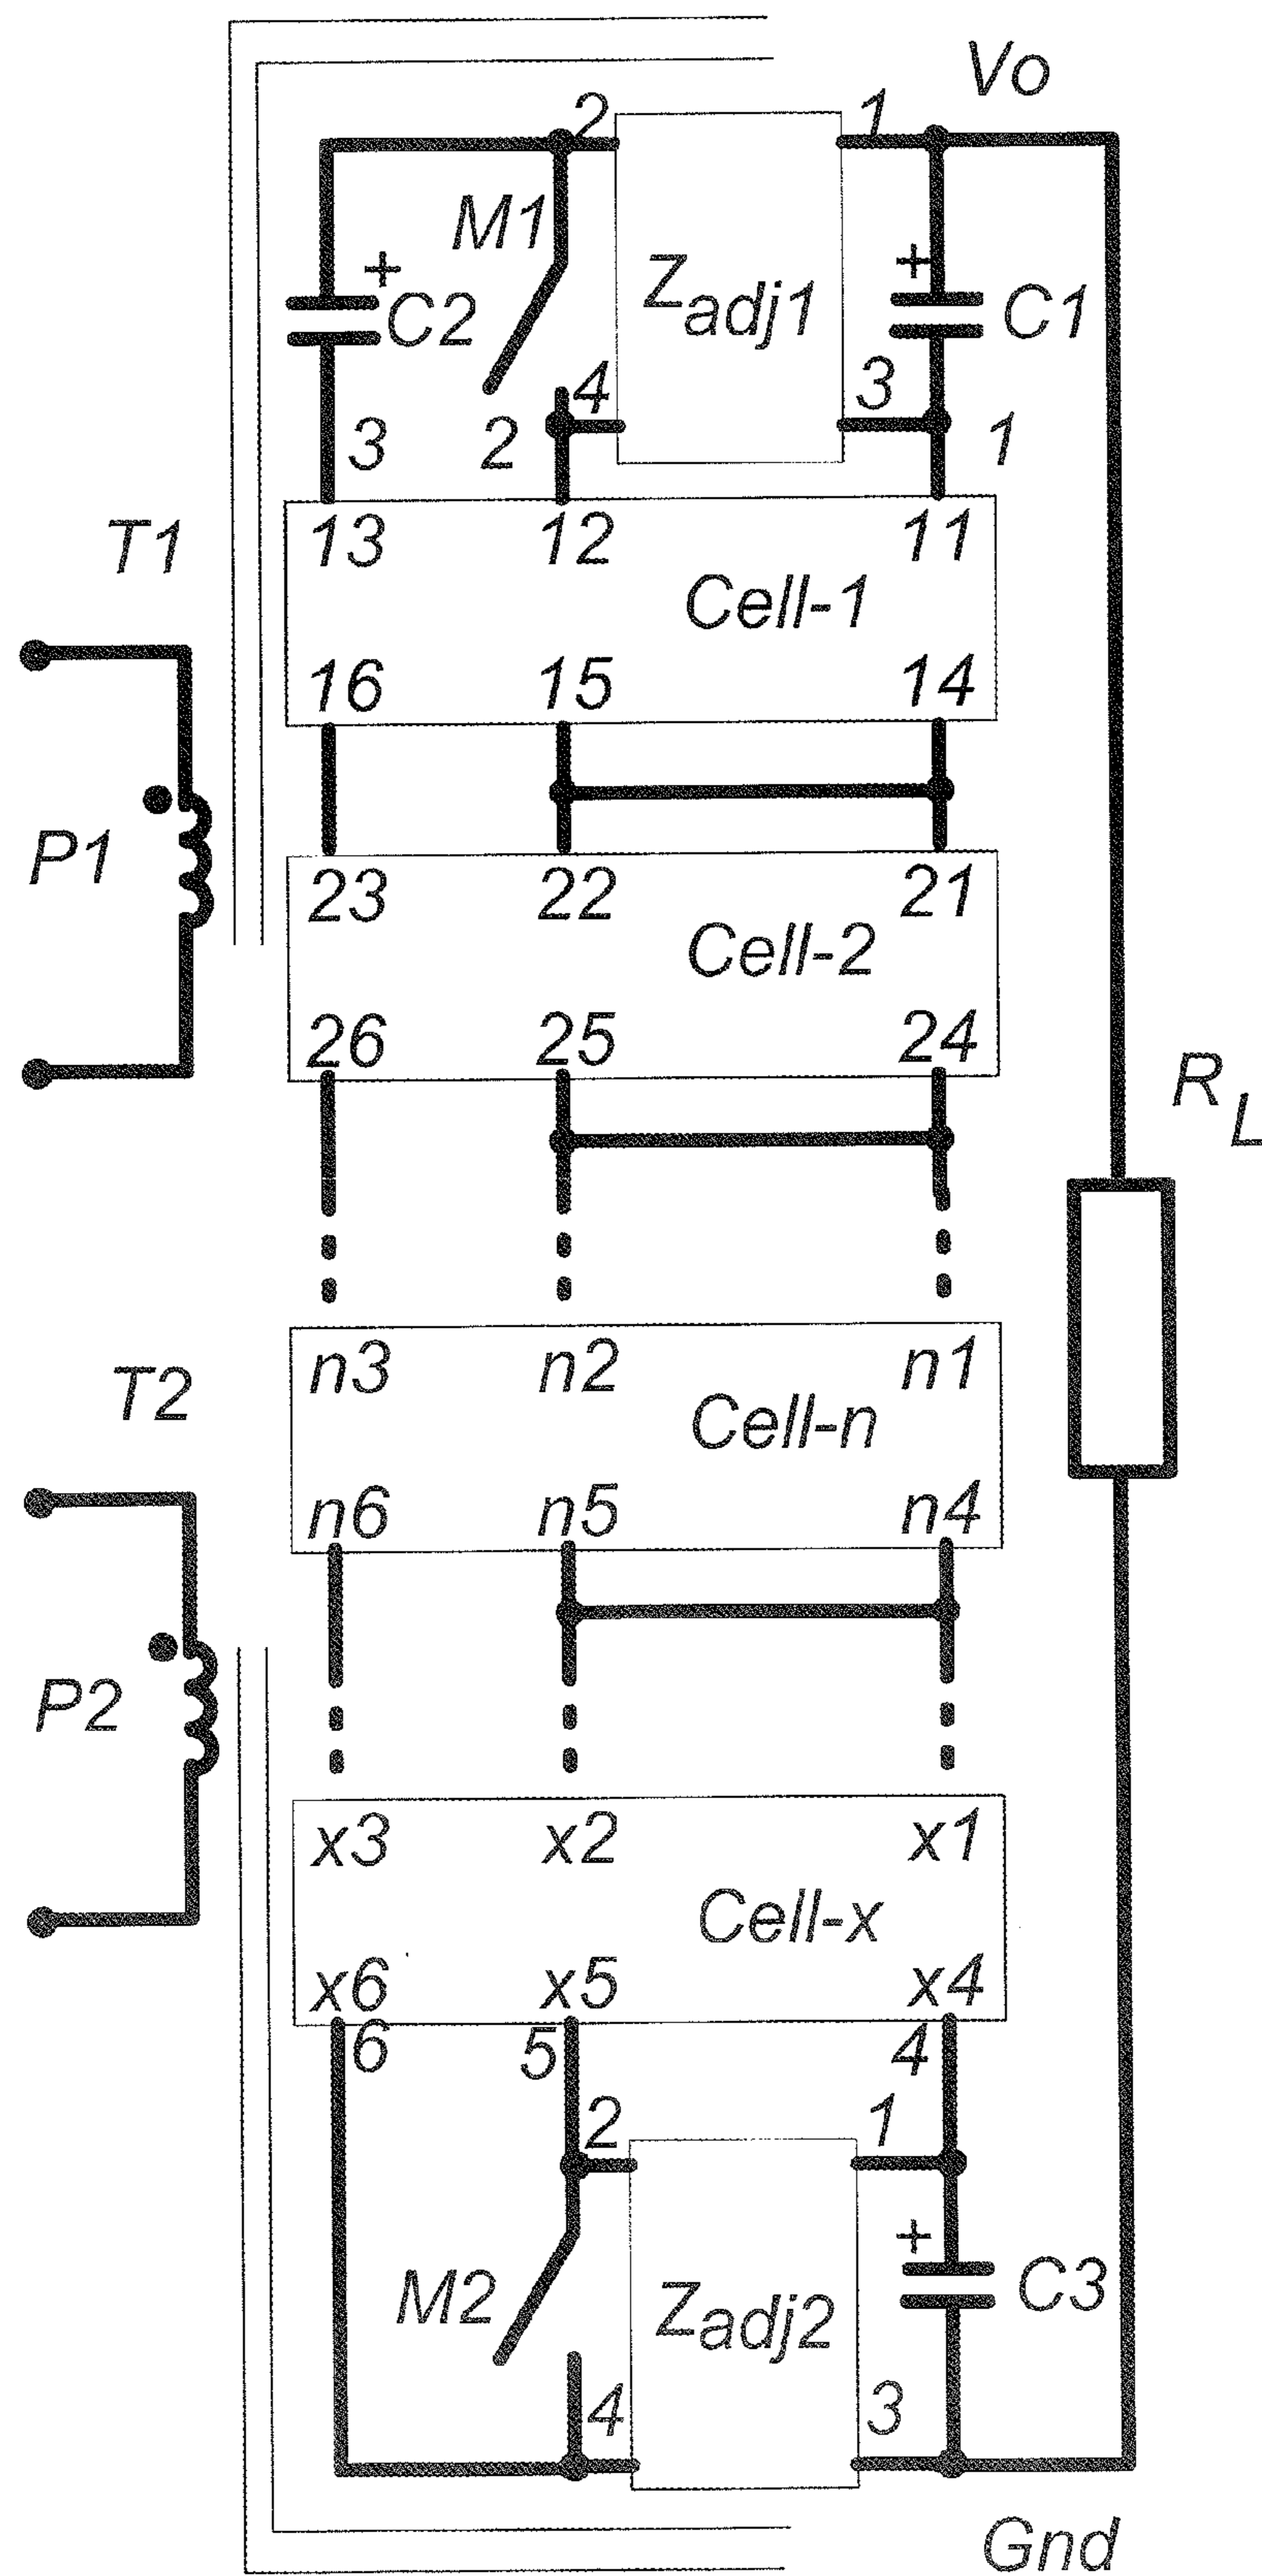 Vo
2 1
M1
Zadj1
+ +
C2 C1
4 3
3 2 1
13 12 11
T1
Cell-1
16 15 14
P1
23 22 21
Cell-2
26 25 24
RL
n3 n2 n1
T2
Cell-n
n6 n5 n4
P2
x3 x2 x1
Cell-x
x6 x5 x4
6 5 4
2 1
+
M2 Zadj2 C3
4 3
Gnd